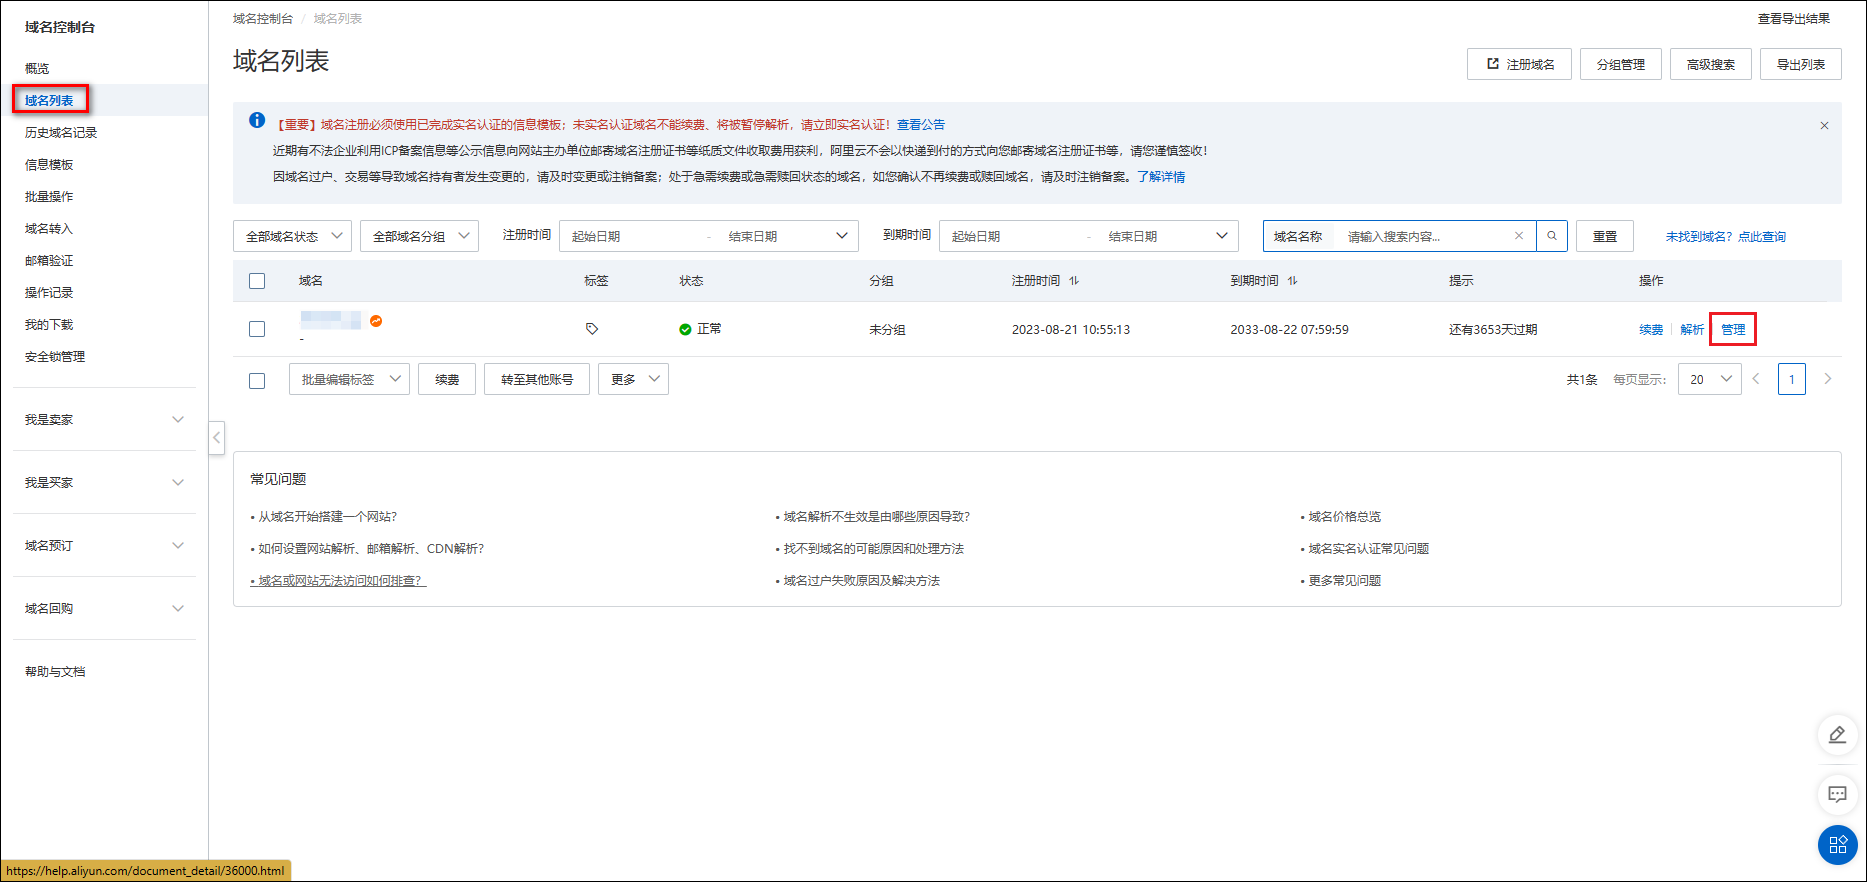 域名控制台
概览
域名列表
历史域名记录
信息模板
批量操作
域名转入
邮箱验证
操作记录
我的下载
安全锁管理
我是卖家
我是买家
域名预订
域名回购
帮助与文档
域名控制台 / 域名列表
查看导出结果
域名列表
注册域名 分组管理 高级搜索 导出列表
【重要】域名注册必须使用已完成实名认证的信息模板；未实名认证域名不能续费、将被暂停解析，请立即实名认证！查看公告
近期有不法企业利用ICP备案信息等公示信息向网站主办单位邮寄域名注册证书等纸质文件收取费用获利，阿里云不会以快递到付的方式向您邮寄域名注册证书等，请您谨慎签收！
因域名过户、交易等导致域名持有者发生变更的，请及时变更或注销备案；处于急需续费或急需赎回状态的域名，如您确认不再续费或赎回域名，请及时注销备案。了解详情
全部域名状态 全部域名分组 注册时间 起始日期 - 结束日期 到期时间 起始日期 - 结束日期 域名名称 请输入搜索内容... 重置 未找到域名？点此查询
域名 标签 状态 分组 注册时间 到期时间 提示 操作
正常 未分组 2023-08-21 10:55:13 2033-08-22 07:59:59 还有3653天过期 续费 解析 管理
-
批量编辑标签 续费 转至其他账号 更多 共1条 每页显示： 20 1
常见问题
• 从域名开始搭建一个网站？ • 域名解析不生效是由哪些原因导致？ • 域名价格总览
• 如何设置网站解析、邮箱解析、CDN解析？ • 找不到域名的可能原因和处理方法 • 域名实名认证常见问题
• 域名或网站无法访问如何排查？ • 域名过户失败原因及解决方法 • 更多常见问题
https://help.aliyun.com/document_detail/36000.html